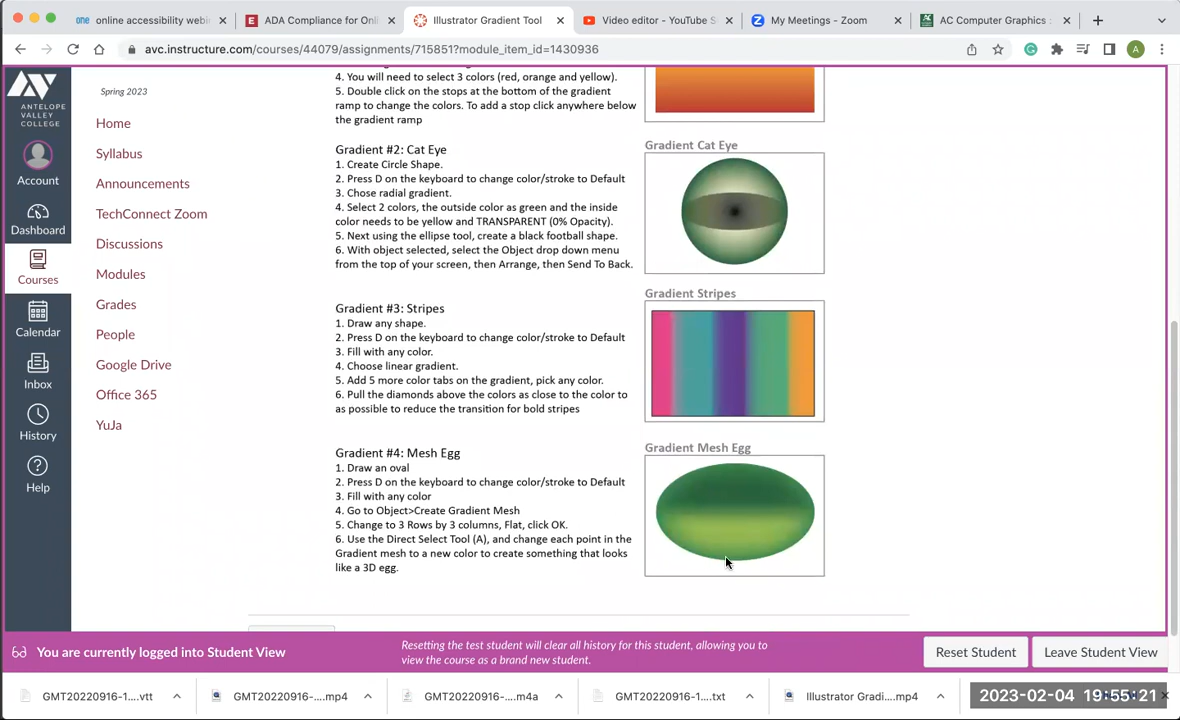 one online accessibility webi
ADA Compliance for Onl
Illustrator Gradient Tool
Video editor - YouTube S
My Meetings - Zoom
AC Computer Graphics :
avc.instructure.com/courses/44079/assignments/715851?module_item_id=1430936
A
ANTELOPE
VALLEY
COLLEGE
Account
Dashboard
Courses
Calendar
Inbox
History
Help
Spring 2023
Home
Syllabus
Announcements
TechConnect Zoom
Discussions
Modules
Grades
People
Google Drive
Office 365
YuJa
4. You will need to select 3 colors (red, orange and yellow).
5. Double click on the stops at the bottom of the gradient
ramp to change the colors. To add a stop click anywhere below
the gradient ramp
Gradient #2: Cat Eye
1. Create Circle Shape.
2. Press D on the keyboard to change color/stroke to Default
3. Chose radial gradient.
4. Select 2 colors, the outside color as green and the inside
color needs to be yellow and TRANSPARENT (0% Opacity).
5. Next using the ellipse tool, create a black football shape.
6. With object selected, select the Object drop down menu
from the top of your screen, then Arrange, then Send To Back.
Gradient Cat Eye
Gradient #3: Stripes
1. Draw any shape.
2. Press D on the keyboard to change color/stroke to Default
3. Fill with any color.
4. Choose linear gradient.
5. Add 5 more color tabs on the gradient, pick any color.
6. Pull the diamonds above the colors as close to the color to
as possible to reduce the transition for bold stripes
Gradient Stripes
Gradient #4: Mesh Egg
1. Draw an oval
2. Press D on the keyboard to change color/stroke to Default
3. Fill with any color
4. Go to Object>Create Gradient Mesh
5. Change to 3 Rows by 3 columns, Flat, click OK.
6. Use the Direct Select Tool (A), and change each point in the
Gradient mesh to a new color to create something that looks
like a 3D egg.
Gradient Mesh Egg
You are currently logged into Student View
Resetting the test student will clear all history for this student, allowing you to
view the course as a brand new student.
Reset Student
Leave Student View
GMT20220916-1....vtt
GMT20220916-....mp4
GMT20220916-....m4a
GMT20220916-1....txt
Illustrator Gradi....mp4
2023-02-04 19:55:21